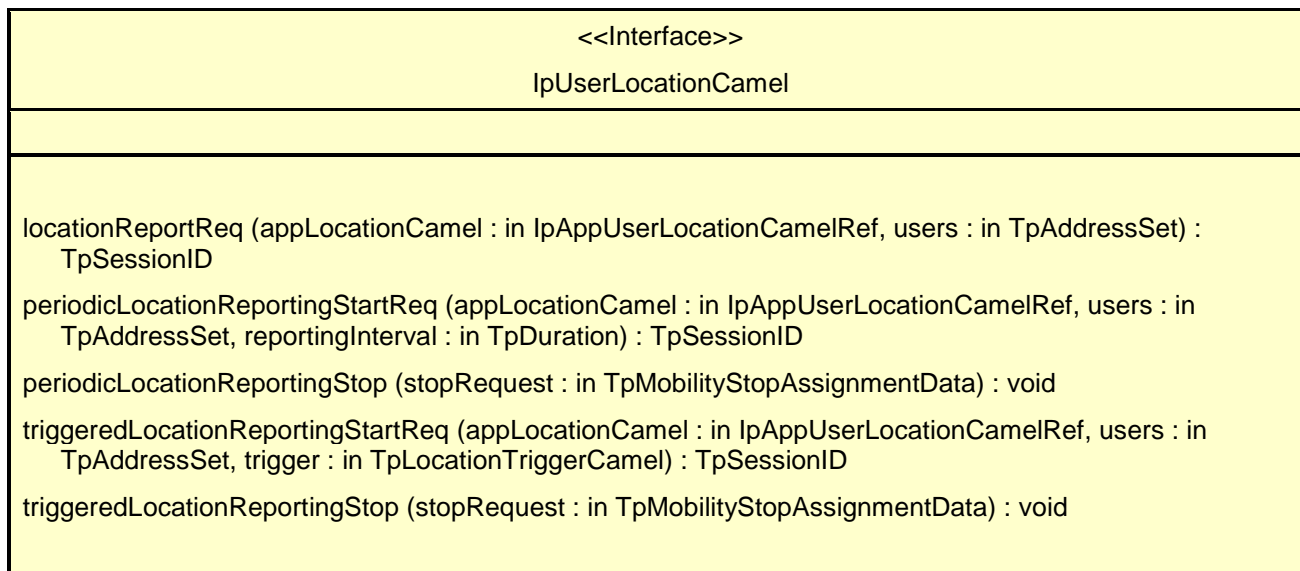 <<Interface>>
IpUserLocationCamel
locationReportReq (appLocationCamel : in IpAppUserLocationCamelRef, users : in TpAddressSet) :
TpSessionID
periodicLocationReportingStartReq (appLocationCamel : in IpAppUserLocationCamelRef, users : in
TpAddressSet, reportingInterval : in TpDuration) : TpSessionID
periodicLocationReportingStop (stopRequest : in TpMobilityStopAssignmentData) : void
triggeredLocationReportingStartReq (appLocationCamel : in IpAppUserLocationCamelRef, users : in
TpAddressSet, trigger : in TpLocationTriggerCamel) : TpSessionID
triggeredLocationReportingStop (stopRequest : in TpMobilityStopAssignmentData) : void